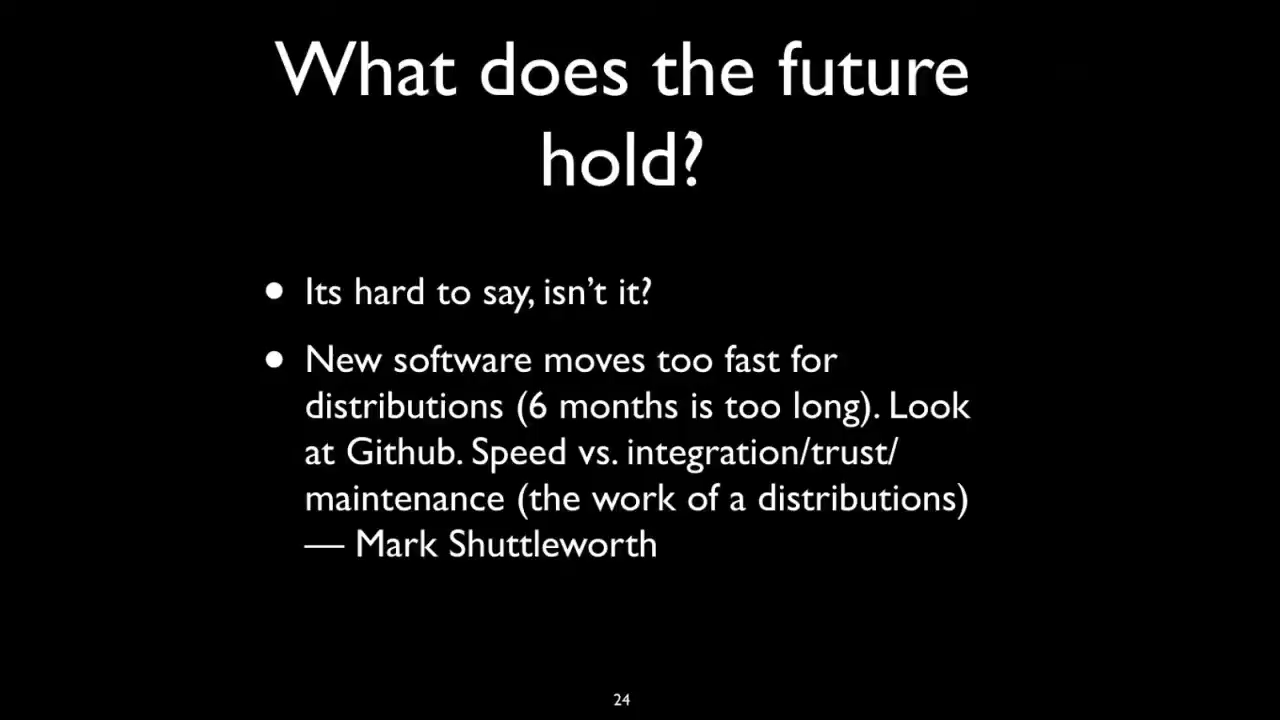 What does the future
hold?
• Its hard to say, isn't it?
• New software moves too fast for
distributions (6 months is too long). Look
at Github. Speed vs. integration/trust/
maintenance (the work of a distributions)
— Mark Shuttleworth
24